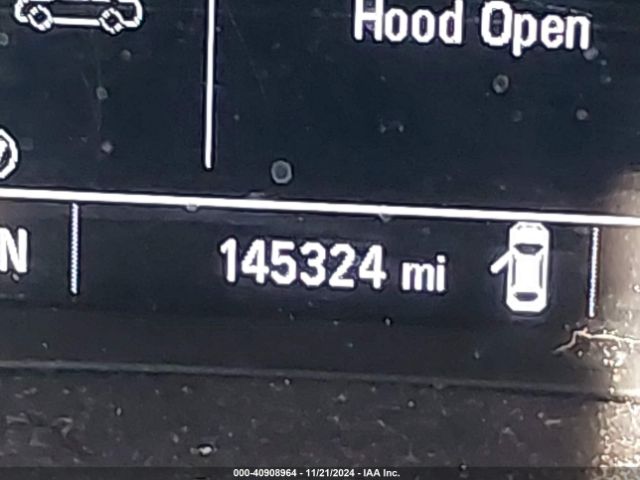 Hood Open
N
145324 mi
000-40908964 - 11/21/2024 - IAA Inc.